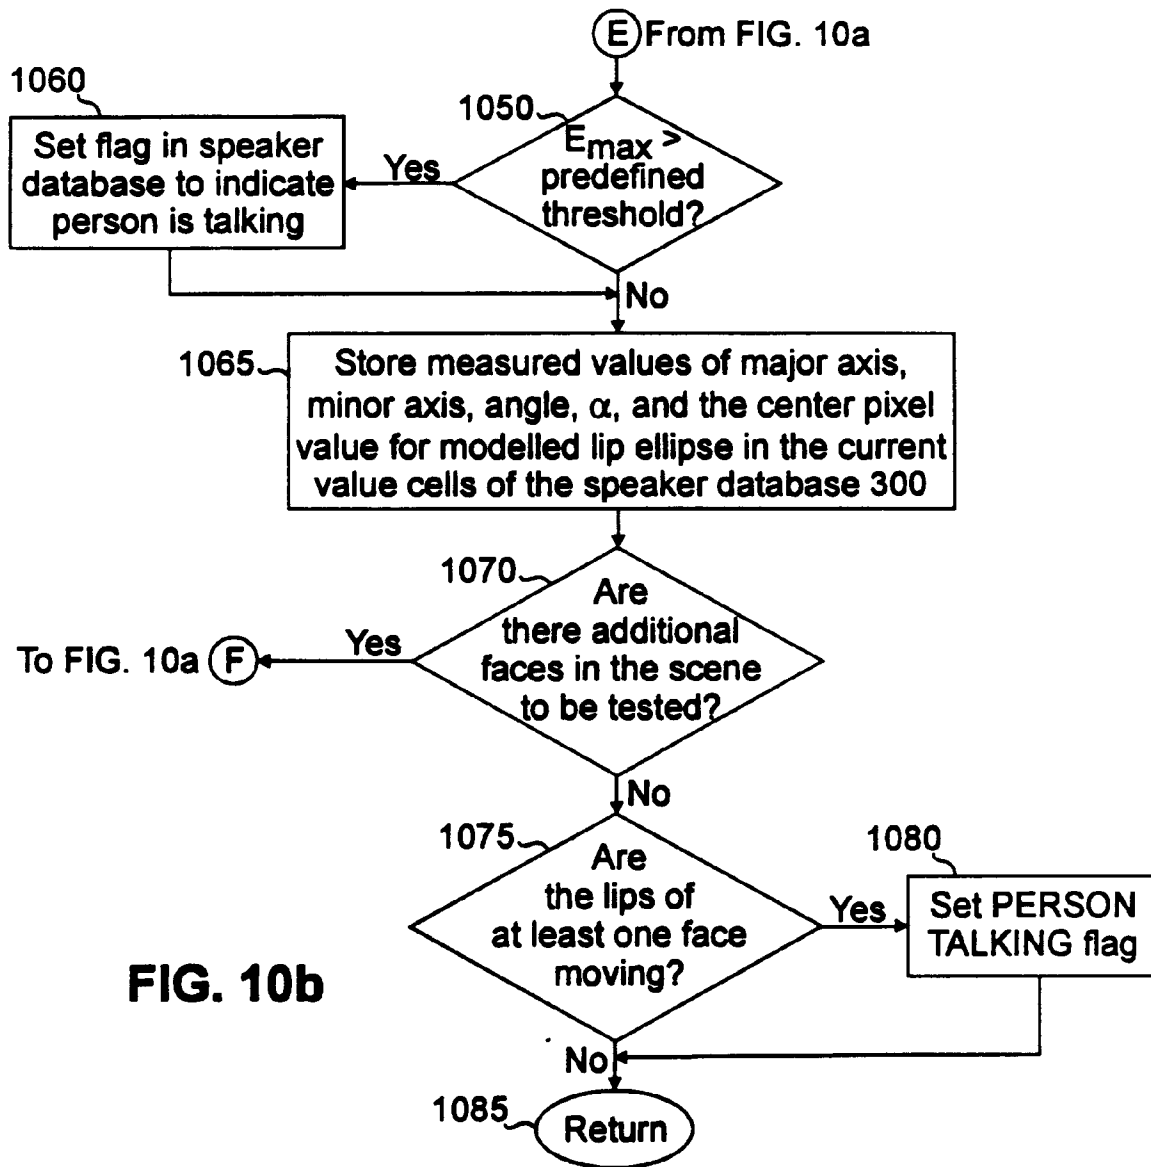 E From FIG. 10a
1060
1050
Set flag in speaker
database to indicate
person is talking
Yes
Emax >
predefined
threshold?
No
1065
Store measured values of major axis,
minor axis, angle, α, and the center pixel
value for modelled lip ellipse in the current
value cells of the speaker database 300
1070
Are
there additional
faces in the scene
to be tested?
Yes
To FIG. 10a F
No
1075
Are
the lips of
at least one face
moving?
Yes
1080
Set PERSON
TALKING flag
FIG. 10b
No
1085
Return